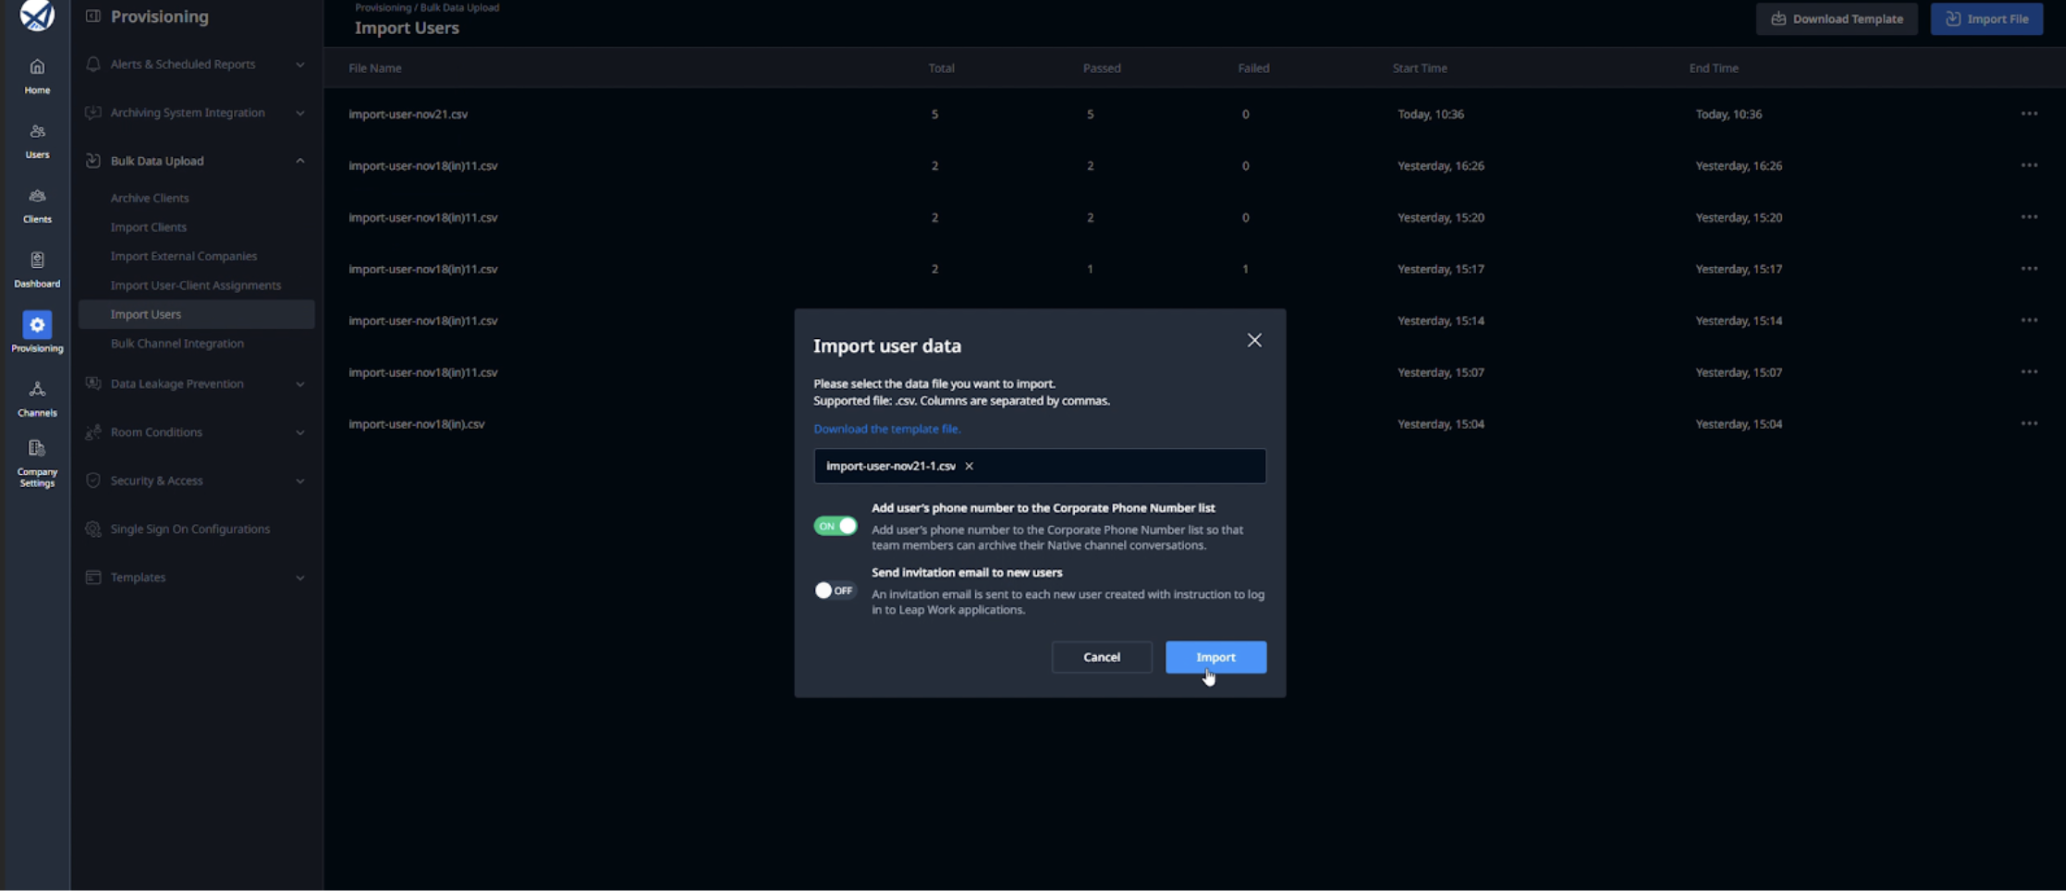 Provisioning
Provisioning / Bulk Data Upload
Import Users
Download Template
Import File
Home
Users
Clients
Dashboard
Provisioning
Channels
Company
Settings
Alerts & Scheduled Reports
Archiving System Integration
Bulk Data Upload
Archive Clients
Import Clients
Import External Companies
Import User-Client Assignments
Import Users
Bulk Channel Integration
Data Leakage Prevention
Room Conditions
Security & Access
Single Sign On Configurations
Templates
File Name Total Passed Failed Start Time End Time
import-user-nov21.csv 5 5 0 Today, 10:36 Today, 10:36
import-user-nov18(in)11.csv 2 2 0 Yesterday, 16:26 Yesterday, 16:26
import-user-nov18(in)11.csv 2 2 0 Yesterday, 15:20 Yesterday, 15:20
import-user-nov18(in)11.csv 2 1 1 Yesterday, 15:17 Yesterday, 15:17
import-user-nov18(in)11.csv Yesterday, 15:14 Yesterday, 15:14
import-user-nov18(in)11.csv Yesterday, 15:07 Yesterday, 15:07
import-user-nov18(in).csv Yesterday, 15:04 Yesterday, 15:04
Import user data
Please select the data file you want to import.
Supported file: .csv. Columns are separated by commas.
Download the template file.
import-user-nov21-1.csv
Add user's phone number to the Corporate Phone Number list
ON
Add user's phone number to the Corporate Phone Number list so that
team members can archive their Native channel conversations.
Send invitation email to new users
OFF
An invitation email is sent to each new user created with instruction to log
in to Leap Work applications.
Cancel
Import